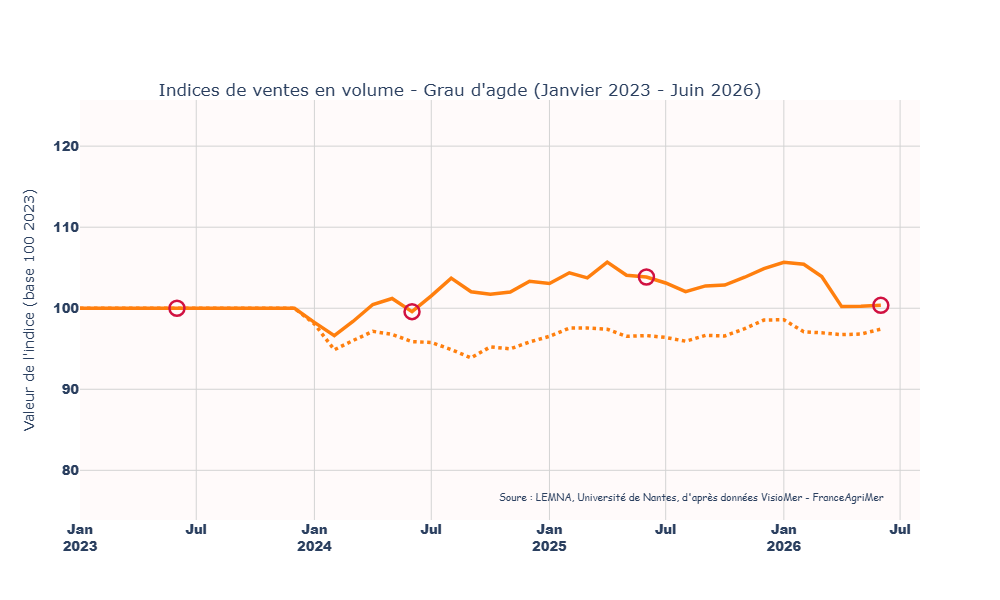 Indices de ventes en volume - Grau d'agde (Janvier 2023 - Juin 2026)
Valeur de l'indice (base 100 2023)
120
110
100
90
80
Soure : LEMNA, Université de Nantes, d'après données VisioMer - FranceAgriMer
Jan
2023
Jul
Jan
2024
Jul
Jan
2025
Jul
Jan
2026
Jul